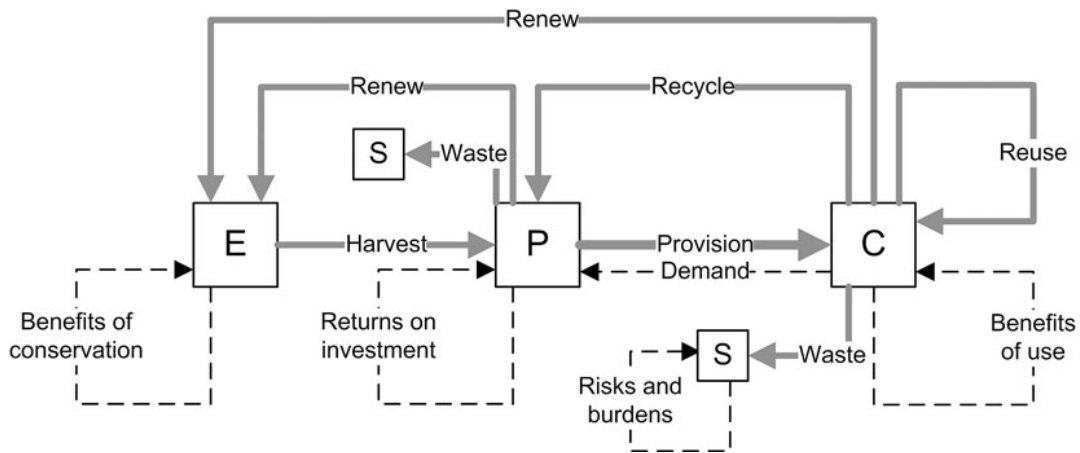 Renew
Renew
Recycle
S
Waste
Reuse
E
Harvest
P
Provision
C
Demand
Benefits of
conservation
Returns on
investment
Benefits
of use
S
Waste
Risks and
burdens